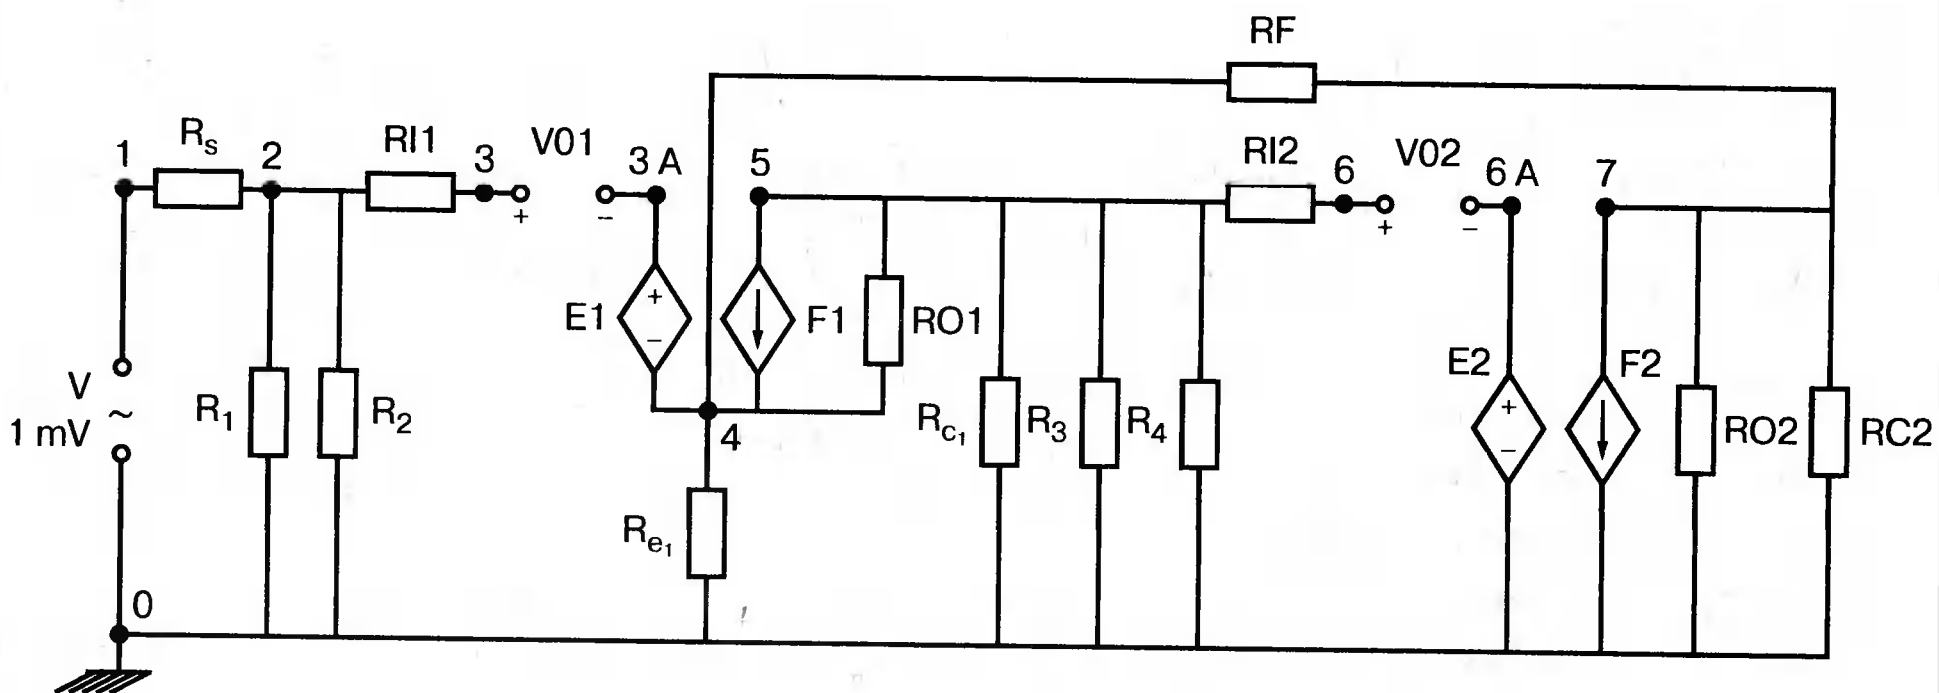 RF
1
Rs
2
RI1
3
V01
3 A
5
RI2
6
V02
6 A
7
+
−
+
−
E1
+
−
F1
RO1
V
~
1 mV
R1
R2
4
Rc1
R3
R4
E2
+
−
F2
RO2
RC2
Re1
0